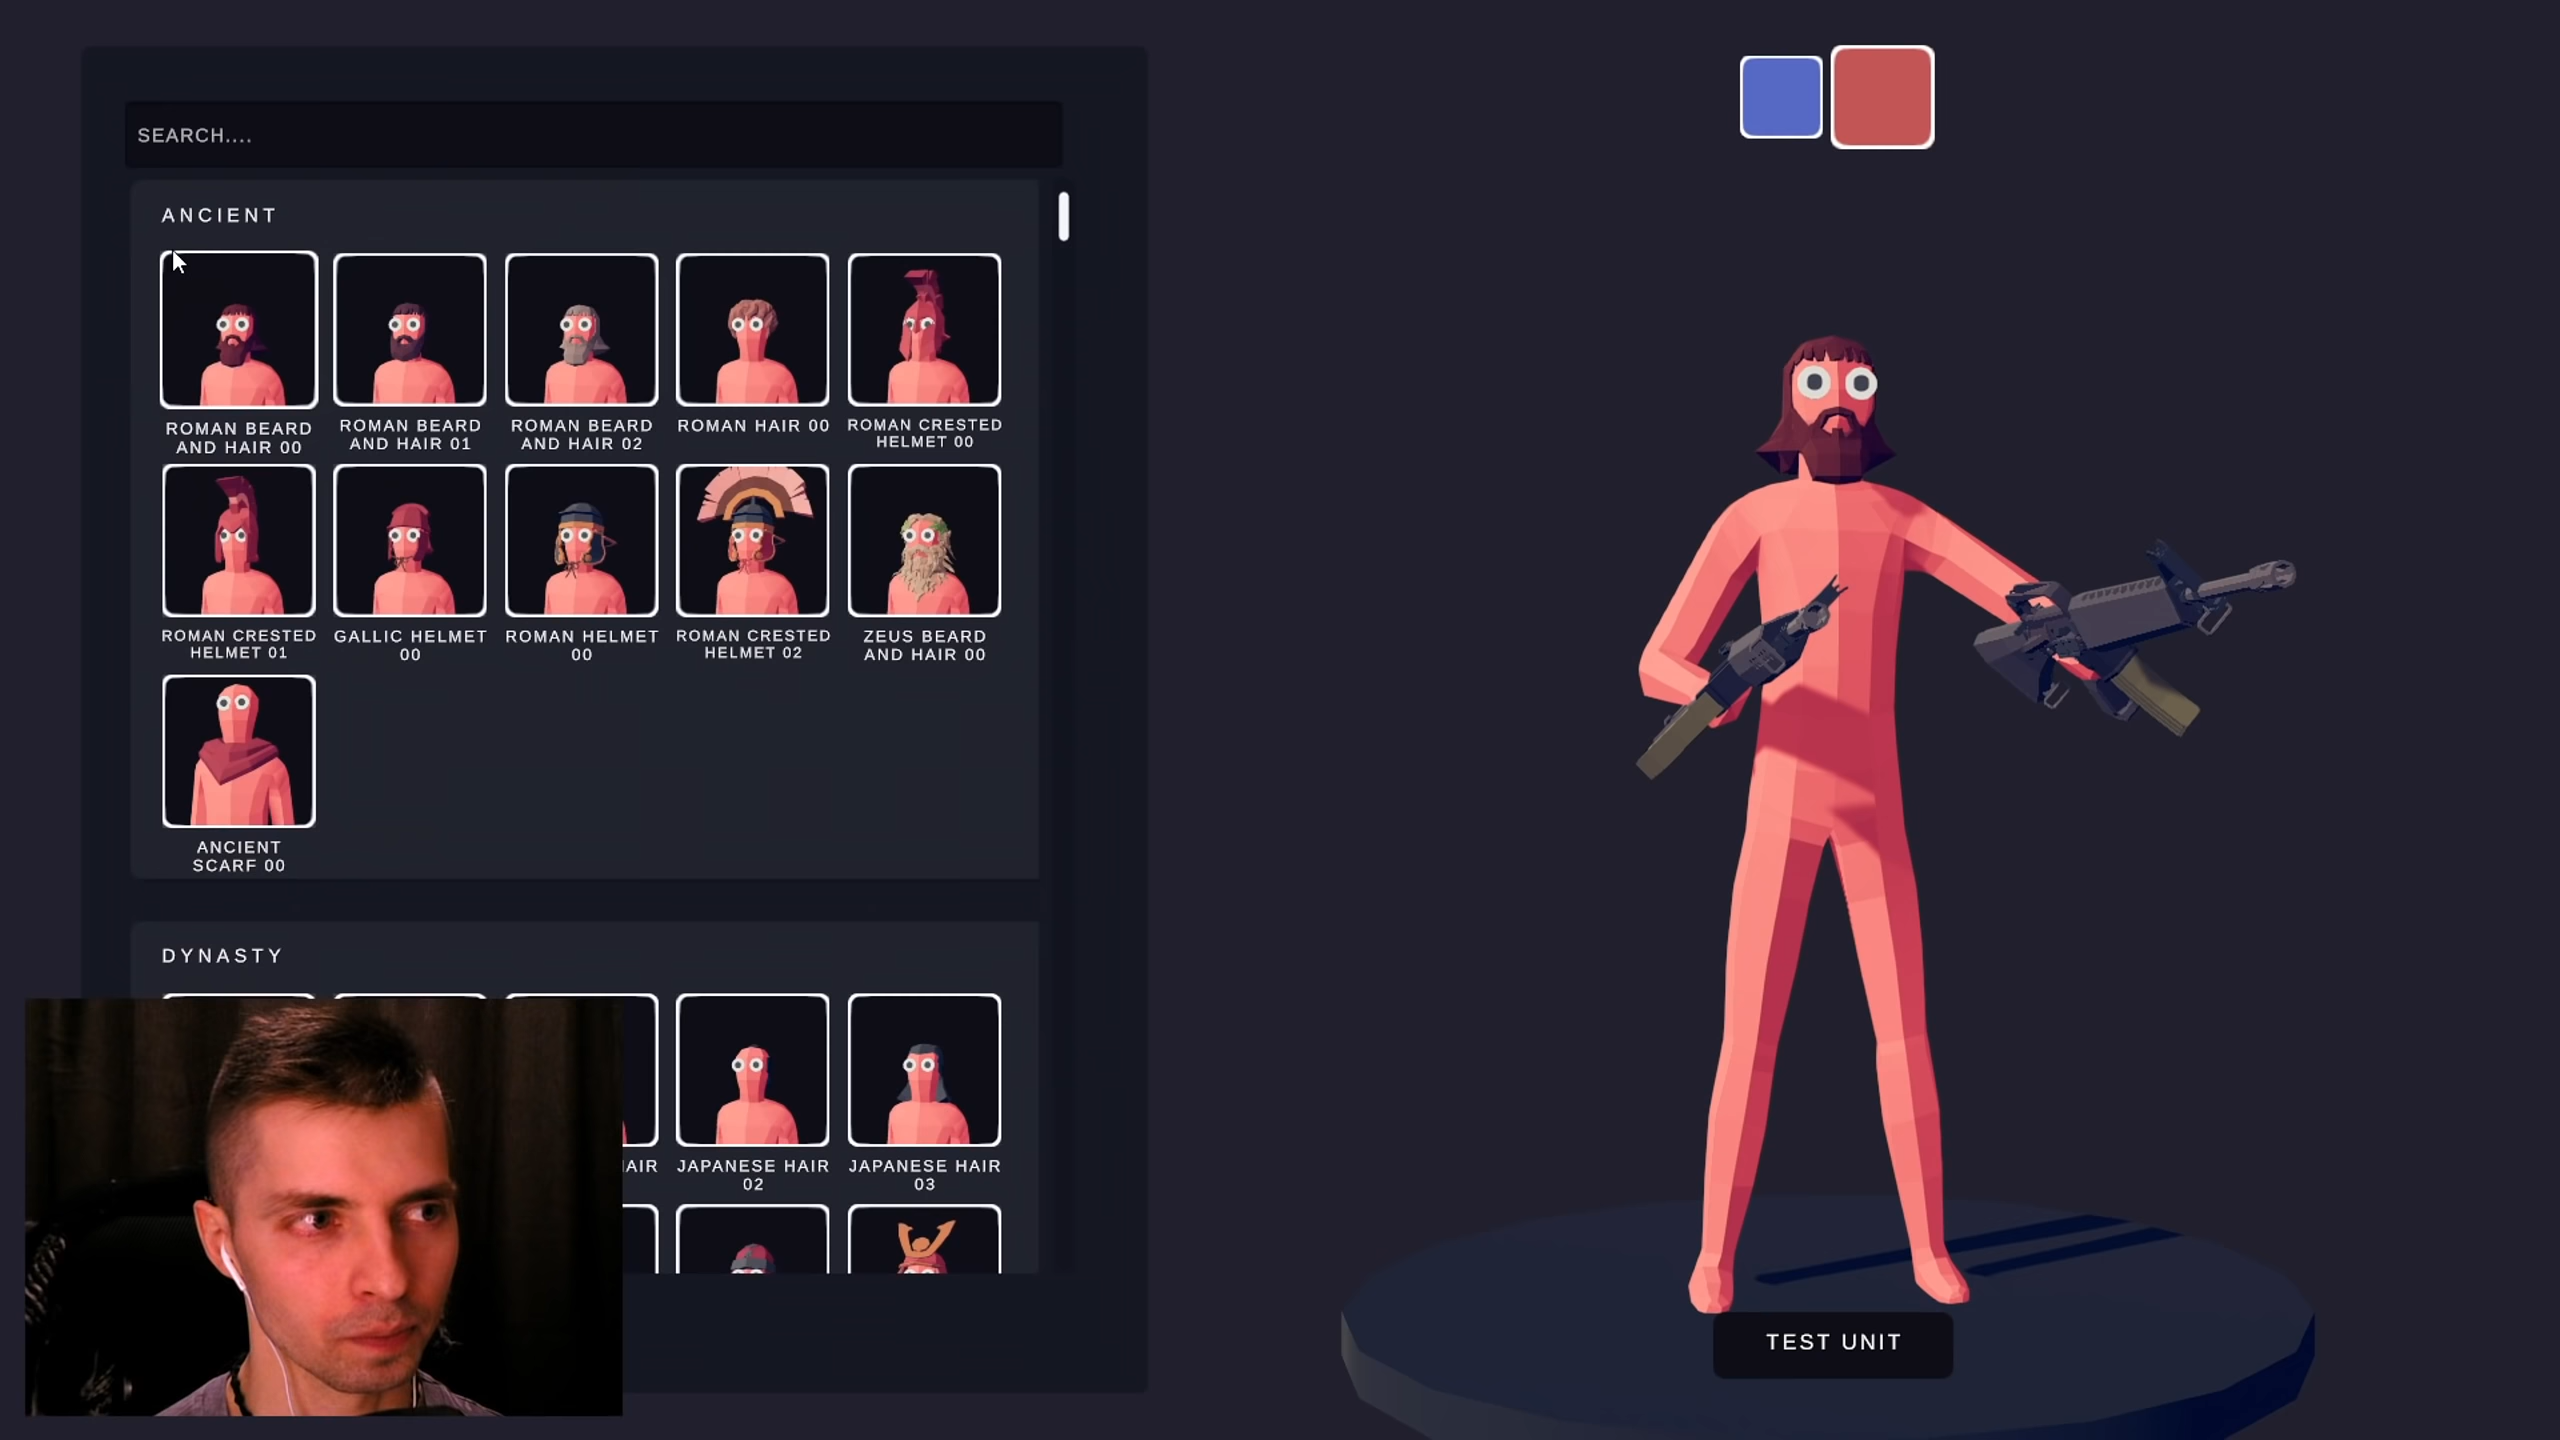 SEARCH....
ANCIENT
ROMAN BEARD
AND HAIR 00
ROMAN BEARD
AND HAIR 01
ROMAN BEARD
AND HAIR 02
ROMAN HAIR 00
ROMAN CRESTED
HELMET 00
ROMAN CRESTED
HELMET 01
GALLIC HELMET
00
ROMAN HELMET
00
ROMAN CRESTED
HELMET 02
ZEUS BEARD
AND HAIR 00
ANCIENT
SCARF 00
DYNASTY
JAPANESE HAIR
02
JAPANESE HAIR
03
TEST UNIT